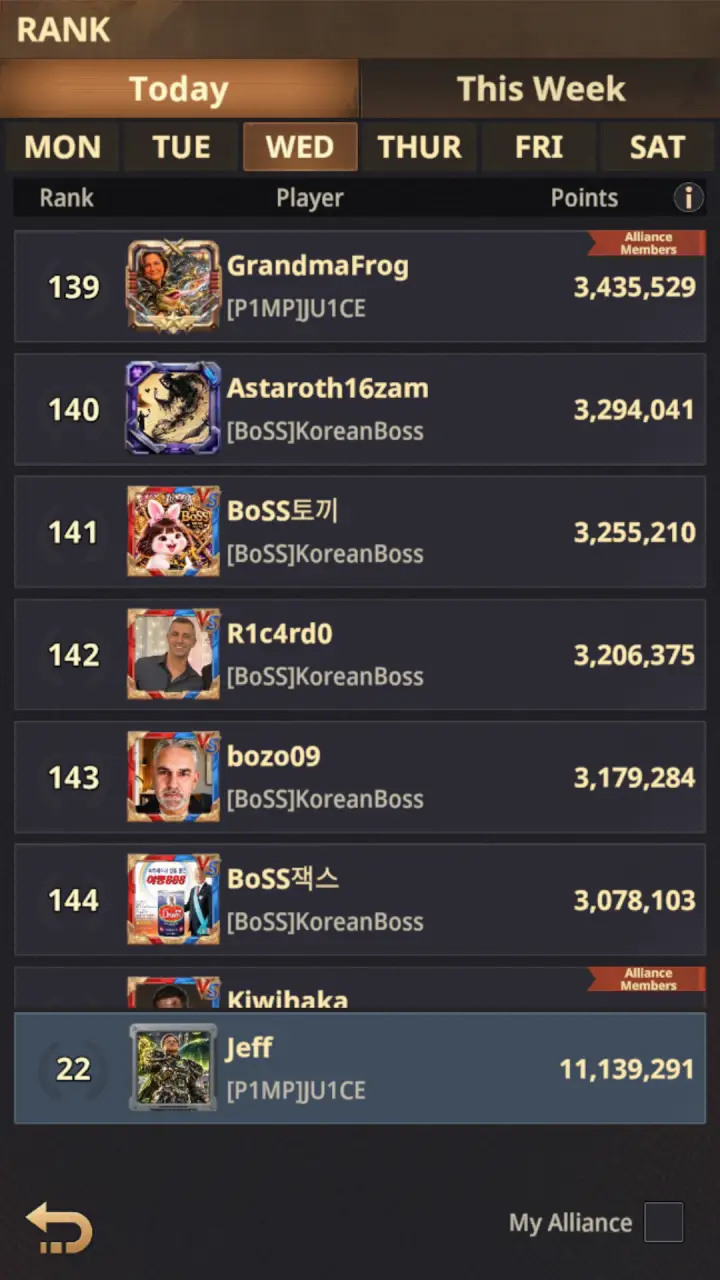 RANK
Today
This Week
MON TUE WED THUR FRI SAT
Rank Player Points
Alliance
Members
139 GrandmaFrog 3,435,529
[P1MP]JU1CE
140 Astaroth16zam 3,294,041
[BoSS]KoreanBoss
141 BoSS토끼 3,255,210
[BoSS]KoreanBoss
142 R1c4rd0 3,206,375
[BoSS]KoreanBoss
143 bozo09 3,179,284
[BoSS]KoreanBoss
144 BoSS잭스 3,078,103
[BoSS]KoreanBoss
Alliance
Members
Kiwihaka
22 Jeff 11,139,291
[P1MP]JU1CE
My Alliance